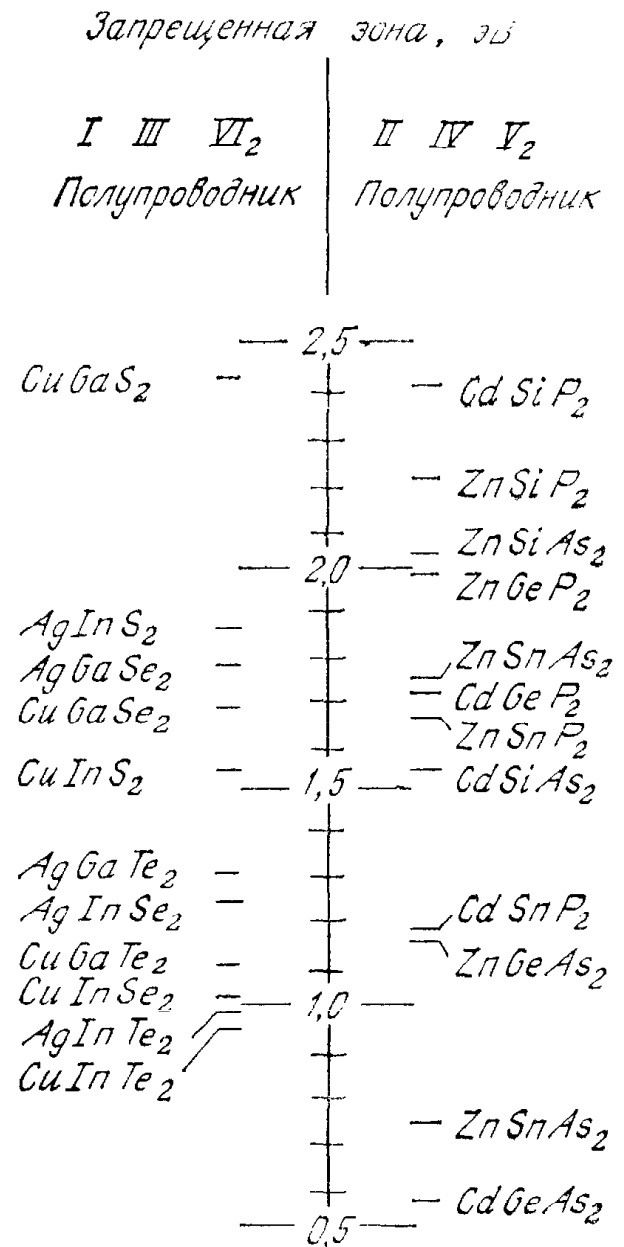 Запрещенная зона, эВ
I III VI₂
Полупроводник
II IV V₂
Полупроводник
2,5
CuGaS₂
CdSiP₂
ZnSiP₂
ZnSiAs₂
2,0
ZnGeP₂
AgInS₂
AgGaSe₂
ZnSnAs₂
CdGeP₂
CuGaSe₂
ZnSnP₂
CuInS₂
1,5
CdSiAs₂
AgGaTe₂
AgInSe₂
CdSnP₂
CuGaTe₂
ZnGeAs₂
CuInSe₂
1,0
AgInTe₂
CuInTe₂
ZnSnAs₂
CdGeAs₂
0,5